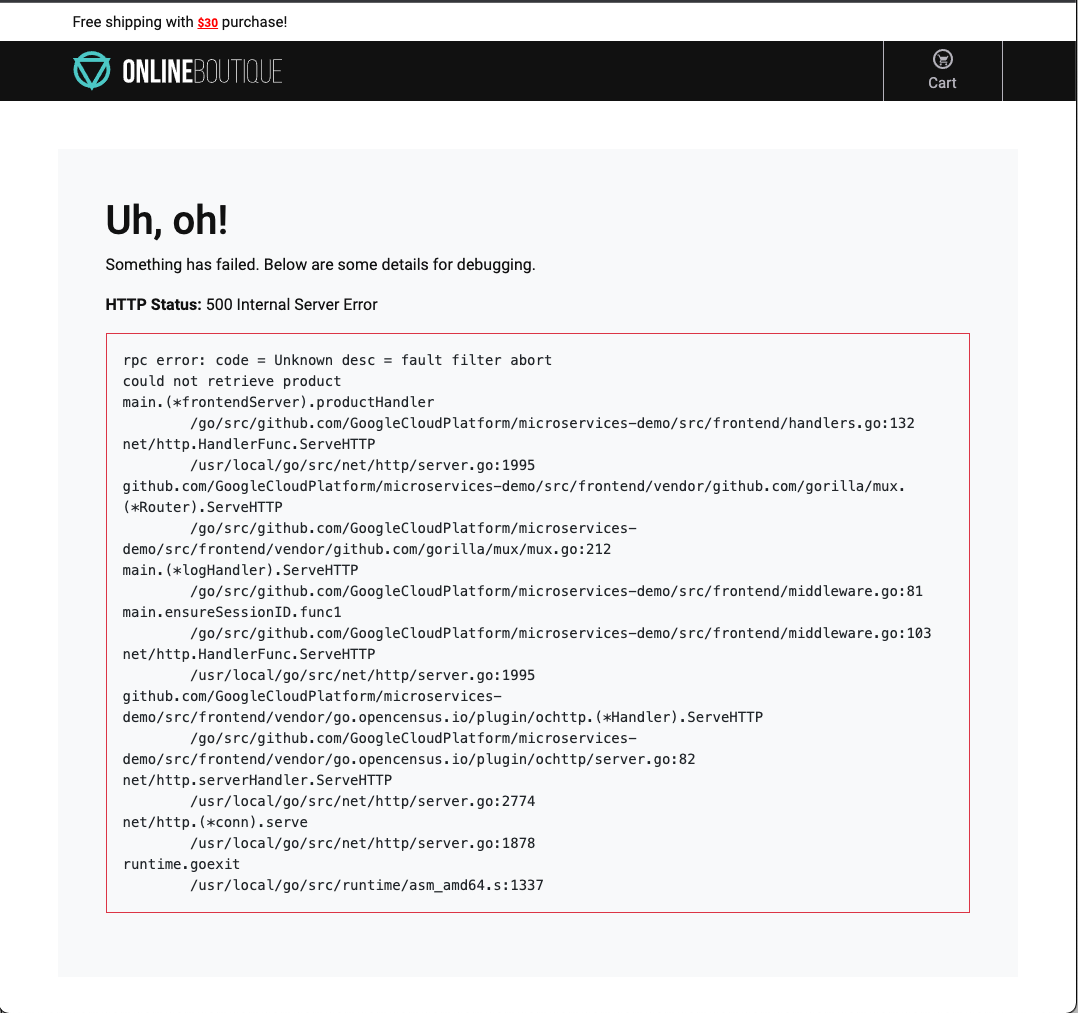 Free shipping with $30 purchase!
ONLINEBOUTIQUE
Cart
Uh, oh!
Something has failed. Below are some details for debugging.
HTTP Status: 500 Internal Server Error
rpc error: code = Unknown desc = fault filter abort
could not retrieve product
main.(*frontendServer).productHandler
/go/src/github.com/GoogleCloudPlatform/microservices-demo/src/frontend/handlers.go:132
net/http.HandlerFunc.ServeHTTP
/usr/local/go/src/net/http/server.go:1995
github.com/GoogleCloudPlatform/microservices-demo/src/frontend/vendor/github.com/gorilla/mux.
(*Router).ServeHTTP
/go/src/github.com/GoogleCloudPlatform/microservices-
demo/src/frontend/vendor/github.com/gorilla/mux/mux.go:212
main.(*logHandler).ServeHTTP
/go/src/github.com/GoogleCloudPlatform/microservices-demo/src/frontend/middleware.go:81
main.ensureSessionID.func1
/go/src/github.com/GoogleCloudPlatform/microservices-demo/src/frontend/middleware.go:103
net/http.HandlerFunc.ServeHTTP
/usr/local/go/src/net/http/server.go:1995
github.com/GoogleCloudPlatform/microservices-
demo/src/frontend/vendor/go.opencensus.io/plugin/ochttp.(*Handler).ServeHTTP
/go/src/github.com/GoogleCloudPlatform/microservices-
demo/src/frontend/vendor/go.opencensus.io/plugin/ochttp/server.go:82
net/http.serverHandler.ServeHTTP
/usr/local/go/src/net/http/server.go:2774
net/http.(*conn).serve
/usr/local/go/src/net/http/server.go:1878
runtime.goexit
/usr/local/go/src/runtime/asm_amd64.s:1337